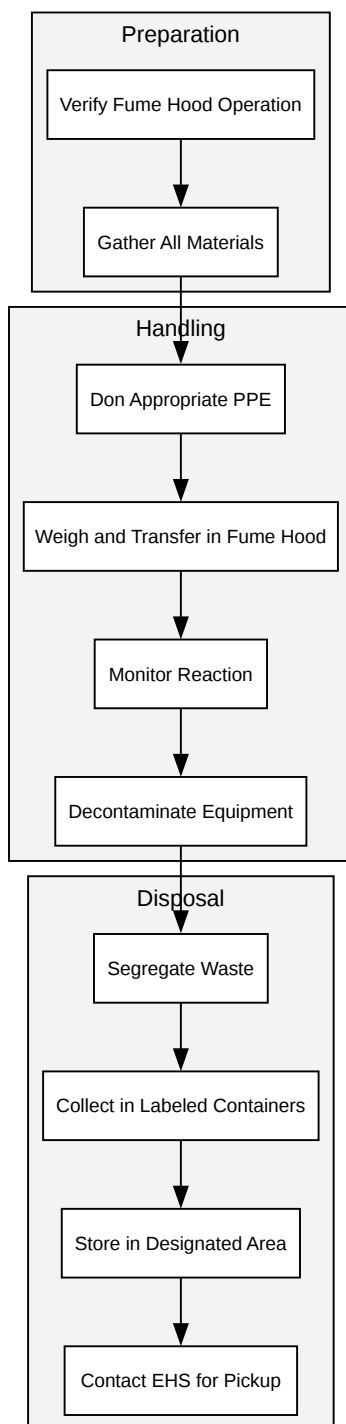 Preparation
Verify Fume Hood Operation
Gather All Materials
Handling
Don Appropriate PPE
Weigh and Transfer in Fume Hood
Monitor Reaction
Decontaminate Equipment
Disposal
Segregate Waste
Collect in Labeled Containers
Store in Designated Area
Contact EHS for Pickup